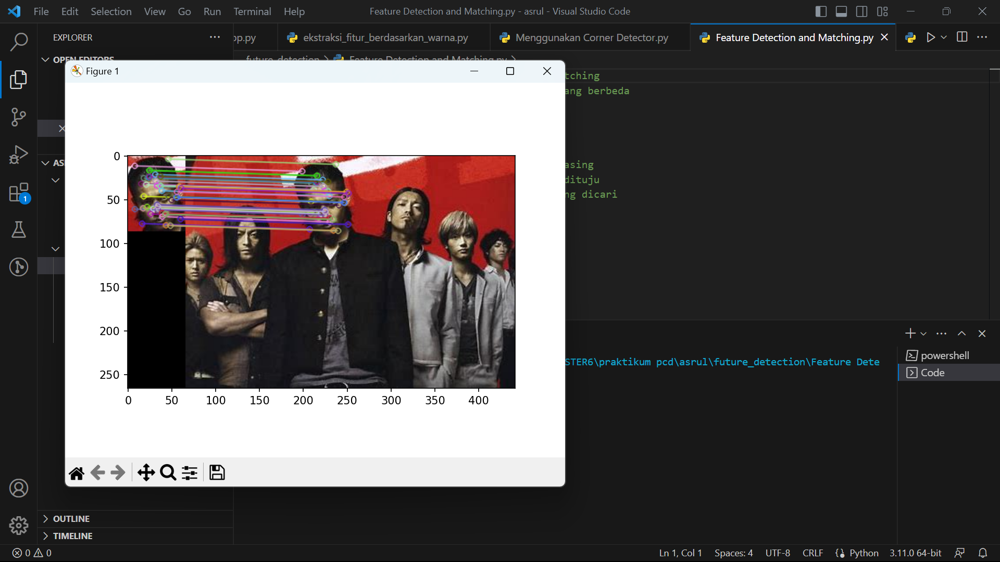 File Edit Selection View Go Run Terminal Help
Feature Detection and Matching.py - asrul - Visual Studio Code
EXPLORER
pp.py
ekstraksi_fitur_berdasarkan_warna.py
Menggunakan Corner Detector.py
Feature Detection and Matching.py
OPEN EDITORS
future_detection > Feature Detection and Matching.py >
Figure 1
tching
ang berbeda
asing
dituju
ng dicari
AS
0
50
100
150
200
250
0 50 100 150 200 250 300 350 400
STER6\praktikum pcd\asrul\future_detection\Feature Dete
powershell
Code
1
OUTLINE
TIMELINE
0 0
Ln 1, Col 1 Spaces: 4 UTF-8 CRLF Python 3.11.0 64-bit